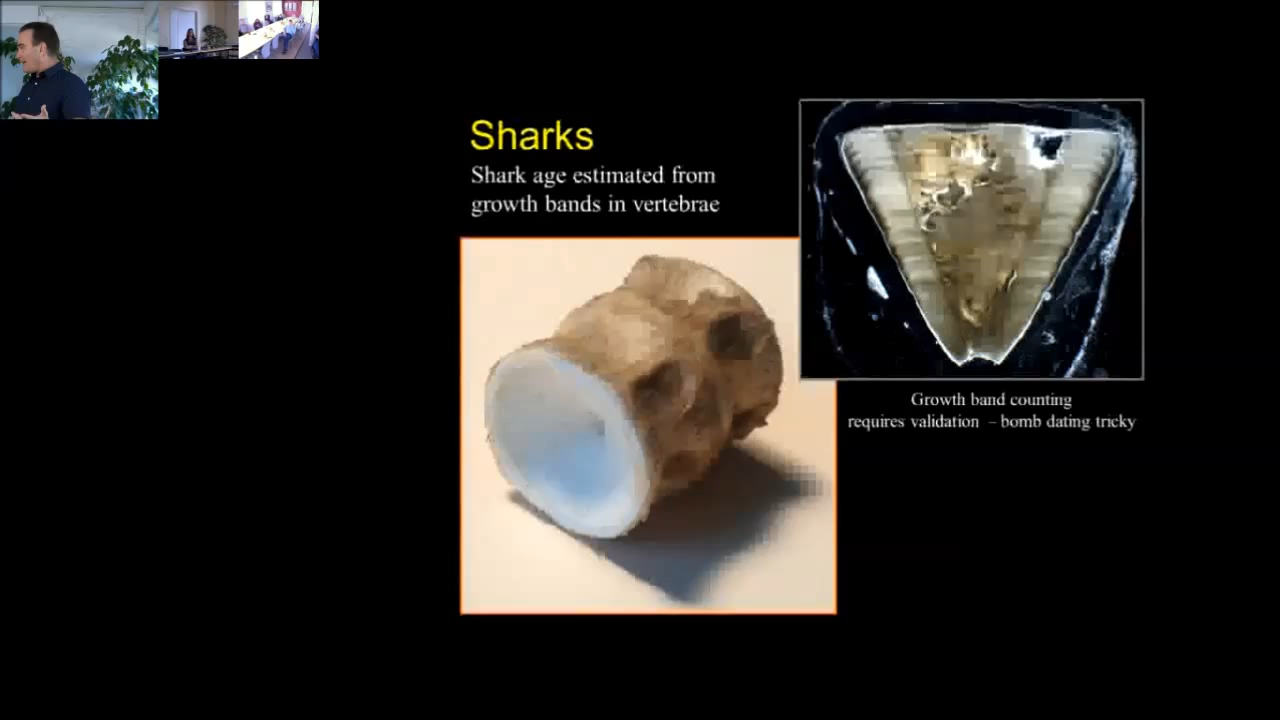 Sharks
Shark age estimated from
growth bands in vertebrae
Growth band counting
requires validation – bomb dating tricky